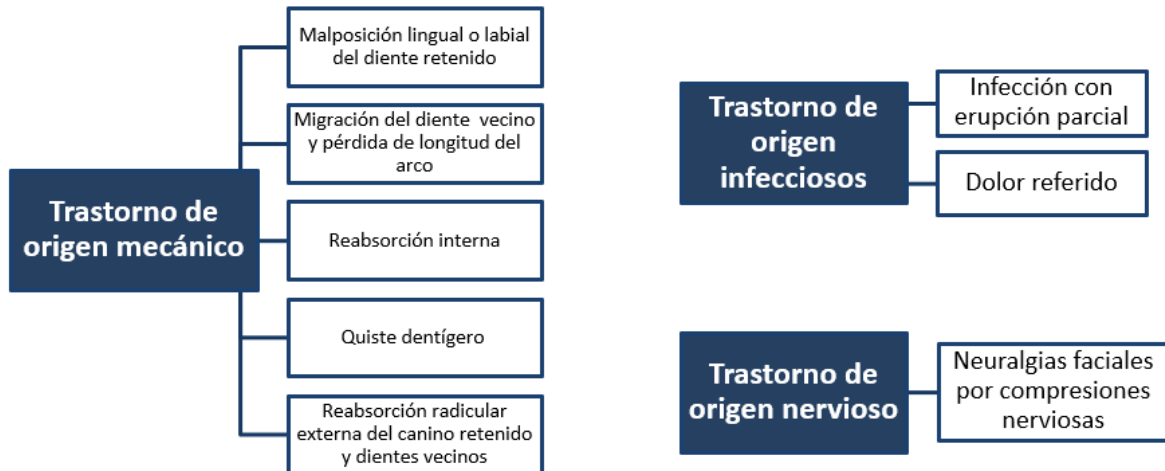 Trastorno de
origen mecánico
Malposición lingual o labial
del diente retenido
Migración del diente vecino
y pérdida de longitud del
arco
Reabsorción interna
Quiste dentígero
Reabsorción radicular
externa del canino retenido
y dientes vecinos
Trastorno de
origen
infecciosos
Infección con
erupción parcial
Dolor referido
Trastorno de
origen nervioso
Neuralgias faciales
por compresiones
nerviosas